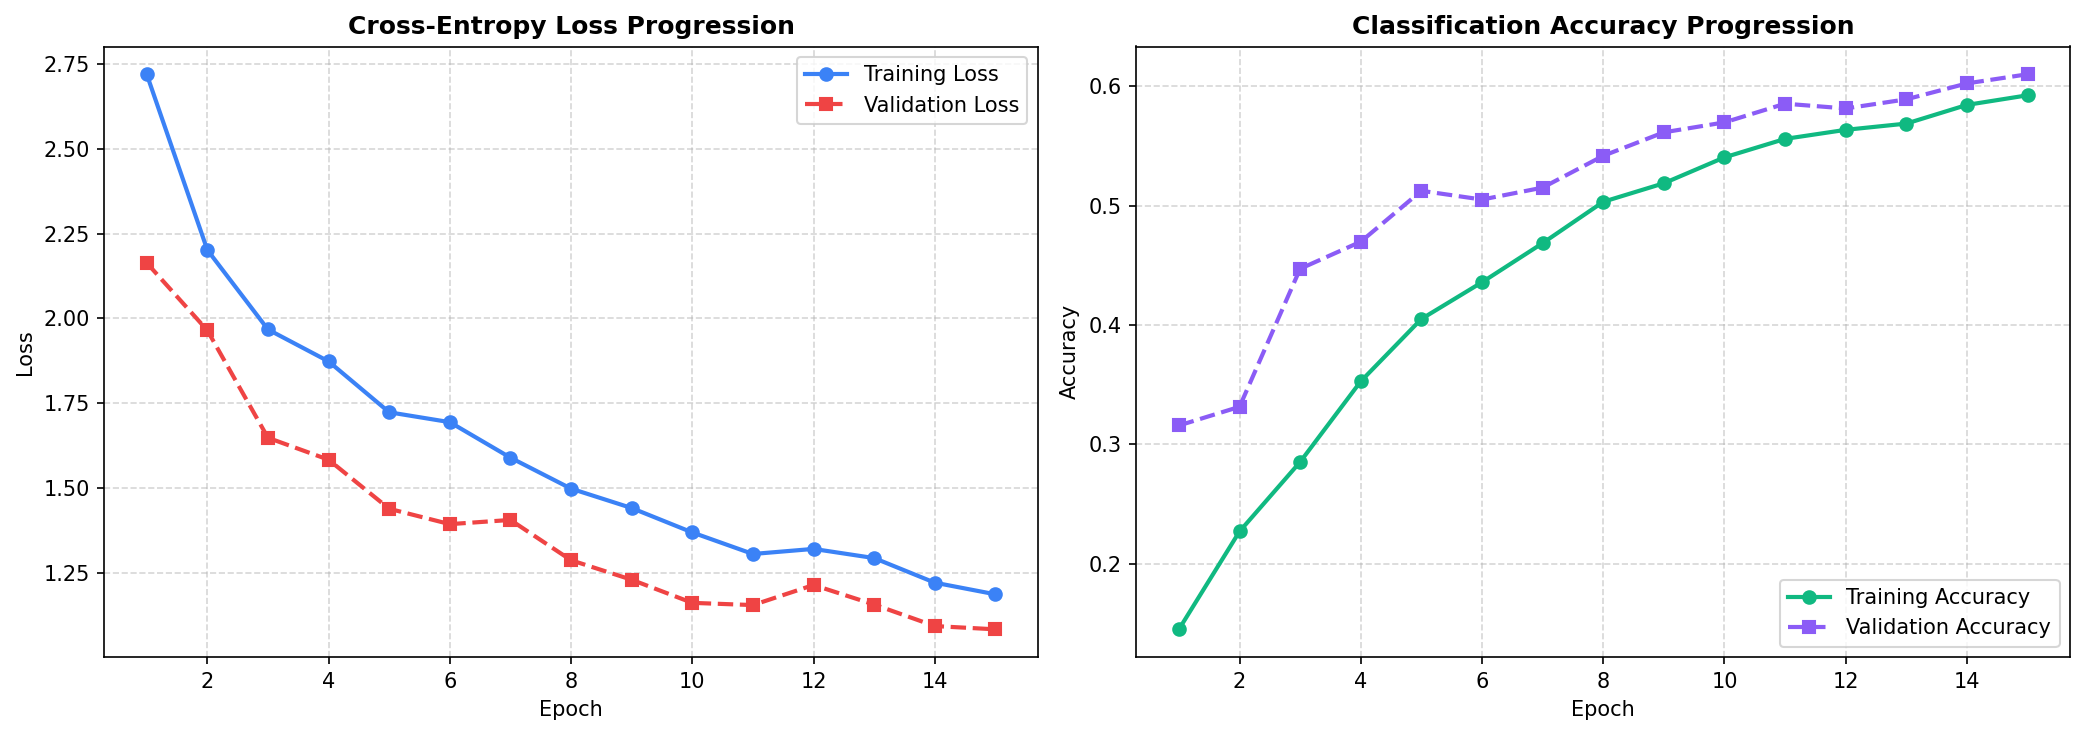 Cross-Entropy Loss Progression
2.75
2.50
2.25
2.00
1.75
1.50
1.25
Loss
2 4 6 8 10 12 14
Epoch
Training Loss
Validation Loss
Classification Accuracy Progression
0.6
0.5
0.4
0.3
0.2
Accuracy
2 4 6 8 10 12 14
Epoch
Training Accuracy
Validation Accuracy